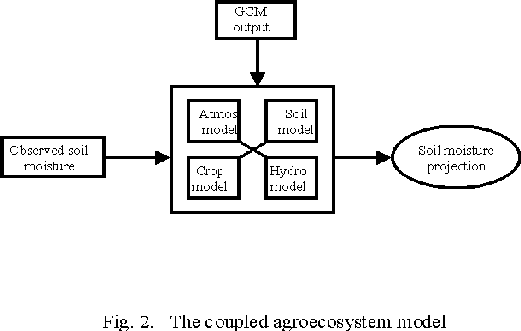 GCM
output
Atmos
model
Soil
model
Observed soil
moisture
Soil moisture
projection
Crop
model
Hydro
model
Fig. 2. The coupled agroecosystem model